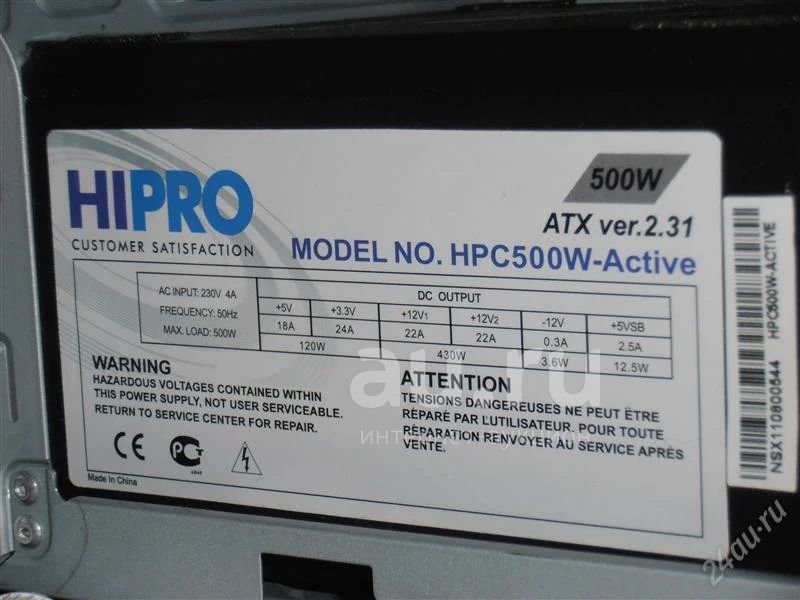 HIPRO
CUSTOMER SATISFACTION
500W
ATX ver.2.31
MODEL NO. HPC500W-Active
AC INPUT: 230V 4A
FREQUENCY: 50Hz
MAX. LOAD: 500W
DC OUTPUT
+5V +3.3V +12V1 +12V2 -12V +5VSB
18A 24A 22A 22A 0.3A 2.5A
120W 430W 3.6W 12.5W
WARNING
HAZARDOUS VOLTAGES CONTAINED WITHIN
THIS POWER SUPPLY, NOT USER SERVICEABLE.
RETURN TO SERVICE CENTER FOR REPAIR.
ATTENTION
TENSIONS DANGEREUSES NE PEUT ÊTRE
RÉPARÉ PAR L'UTILISATEUR. POUR TOUTE
RÉPARATION RENVOYER AU SERVICE APRÈS
VENTE.
CE
PCT
Made In China
HPC500W-ACTIVE
NSX110800544
au.ru
24au.ru